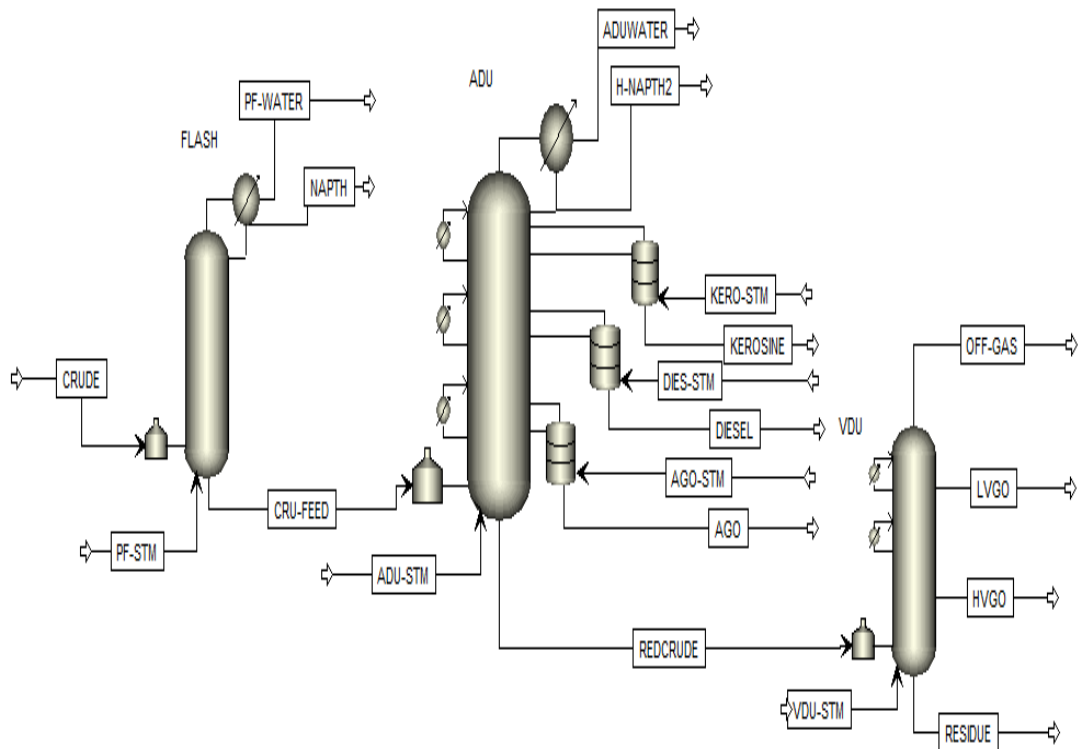 ADUWATER
ADU
H-NAPTH2
PF-WATER
FLASH
NAPTH
KERO-STM
KEROSINE
OFF-GAS
CRUDE
DIES-STM
DIESEL
VDU
AGO-STM
LVGO
CRU-FEED
AGO
PF-STM
ADU-STM
HVGO
REDCRUDE
VDU-STM
RESIDUE